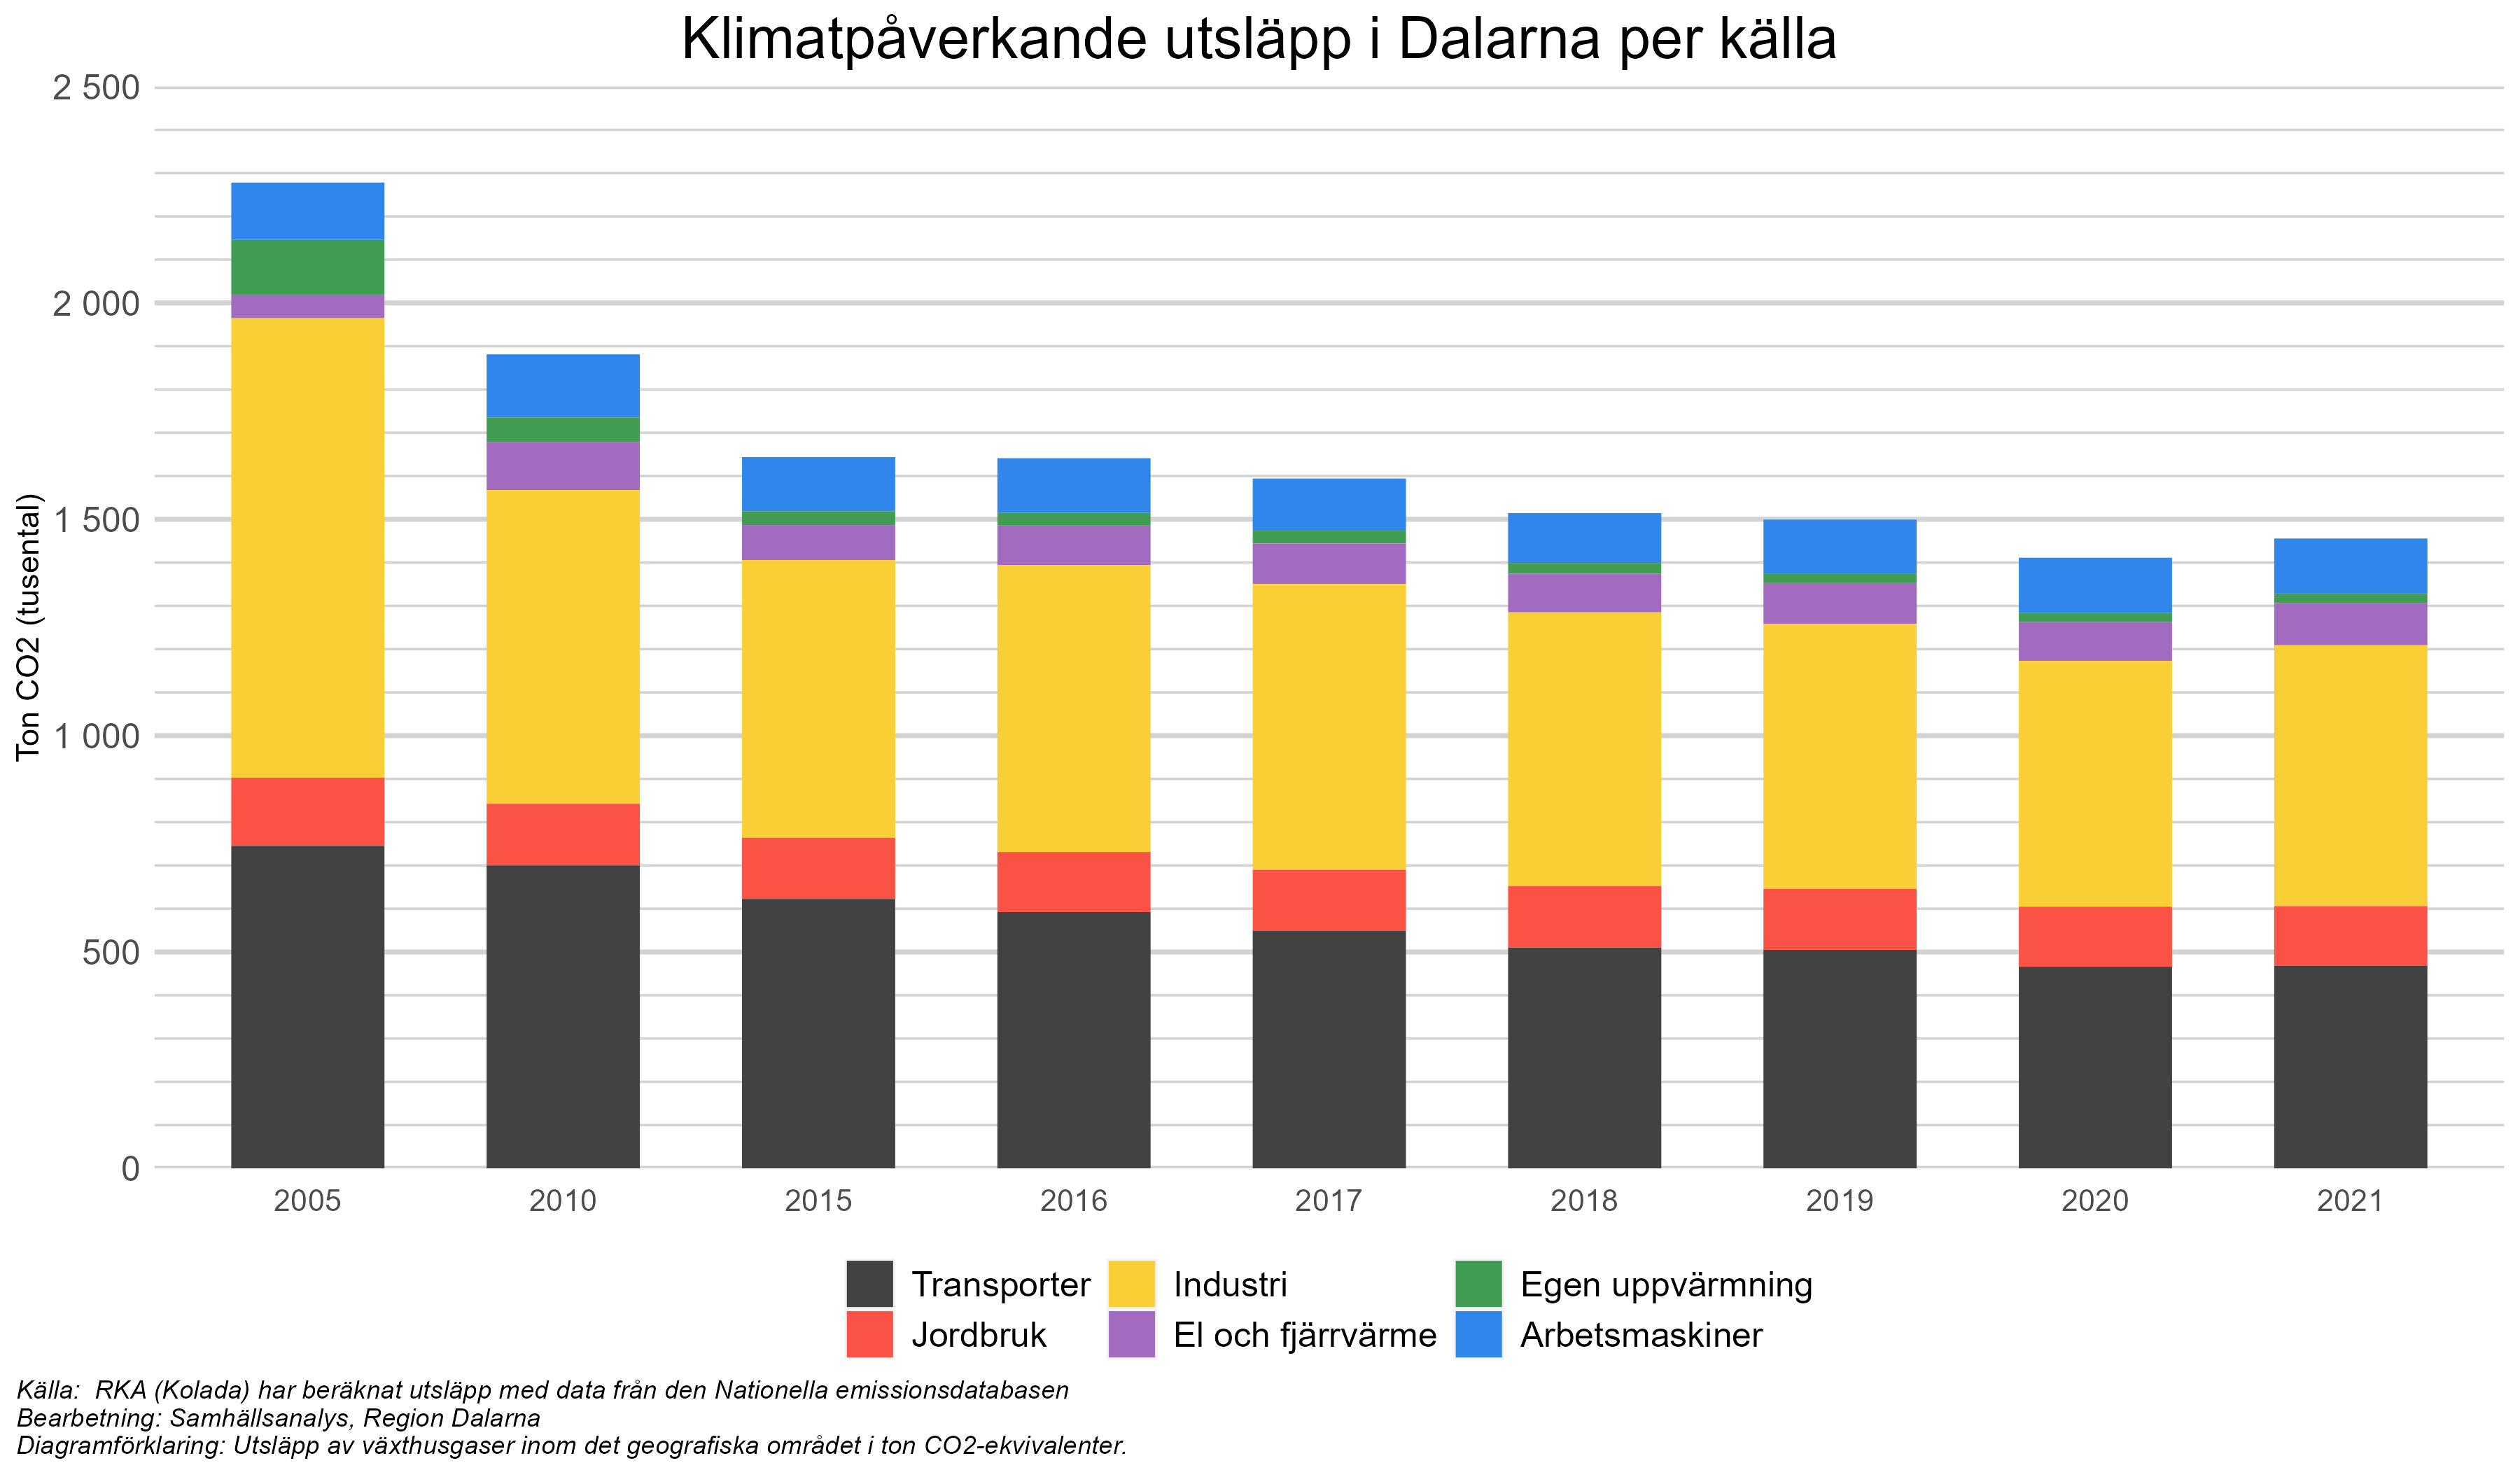 Klimatpåverkande utsläpp i Dalarna per källa
2 500
2 000
1 500
1 000
500
0
Ton CO2 (tusental)
2005 2010 2015 2016 2017 2018 2019 2020 2021
Transporter Industri Egen uppvärmning
Jordbruk El och fjärrvärme Arbetsmaskiner
Källa: RKA (Kolada) har beräknat utsläpp med data från den Nationella emissionsdatabasen
Bearbetning: Samhällsanalys, Region Dalarna
Diagramförklaring: Utsläpp av växthusgaser inom det geografiska området i ton CO2-ekvivalenter.